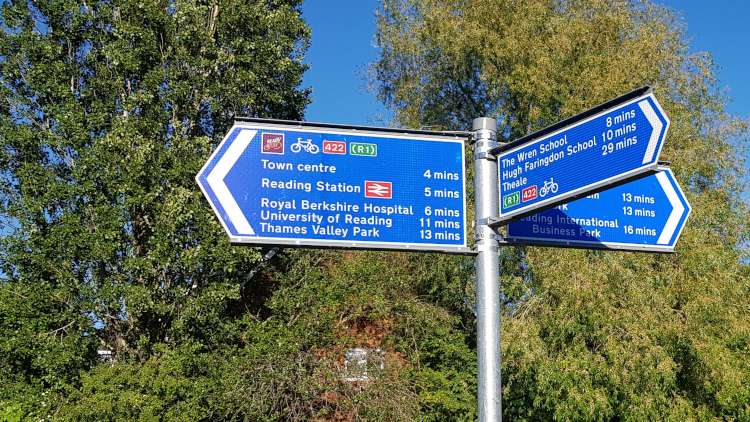 422 R1
Town centre 4 mins
Reading Station 5 mins
Royal Berkshire Hospital 6 mins
University of Reading 11 mins
Thames Valley Park 13 mins
The Wren School 8 mins
Hugh Faringdon School 10 mins
Theale 29 mins
R1 422
13 mins
13 mins
Reading International
Business Park 16 mins